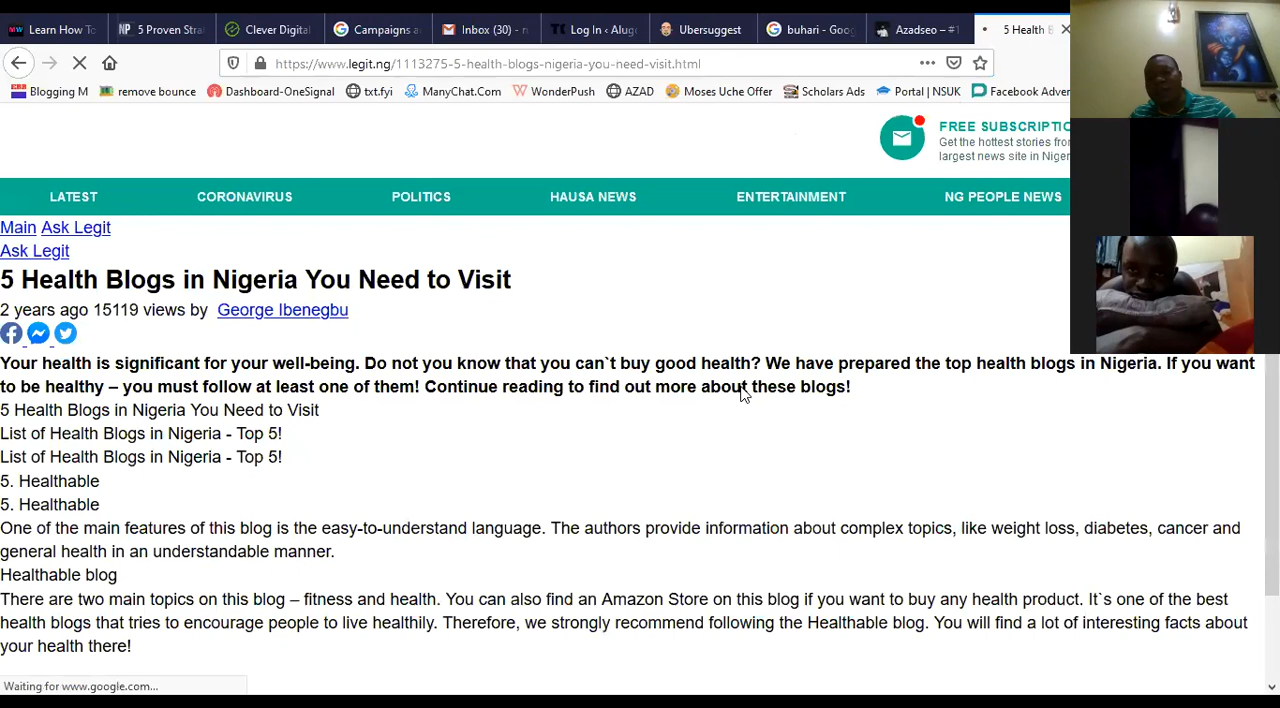 Learn How To
5 Proven Stra
Clever Digital
Campaigns a
Inbox (30) - n
Log In ‹ Aluge
Ubersuggest
buhari - Goog
Azadseo – #1
5 Health B
https://www.legit.ng/1113275-5-health-blogs-nigeria-you-need-visit.html
Blogging M
remove bounce
Dashboard-OneSignal
txt.fyi
ManyChat.Com
WonderPush
AZAD
Moses Uche Offer
Scholars Ads
Portal | NSUK
Facebook Adver
FREE SUBSCRIPTIO
Get the hottest stories from
largest news site in Niger
LATEST
CORONAVIRUS
POLITICS
HAUSA NEWS
ENTERTAINMENT
NG PEOPLE NEWS
Main Ask Legit
Ask Legit
5 Health Blogs in Nigeria You Need to Visit
2 years ago 15119 views by George Ibenegbu
Your health is significant for your well-being. Do not you know that you can`t buy good health? We have prepared the top health blogs in Nigeria. If you want
to be healthy – you must follow at least one of them! Continue reading to find out more about these blogs!
5 Health Blogs in Nigeria You Need to Visit
List of Health Blogs in Nigeria - Top 5!
List of Health Blogs in Nigeria - Top 5!
5. Healthable
5. Healthable
One of the main features of this blog is the easy-to-understand language. The authors provide information about complex topics, like weight loss, diabetes, cancer and
general health in an understandable manner.
Healthable blog
There are two main topics on this blog – fitness and health. You can also find an Amazon Store on this blog if you want to buy any health product. It`s one of the best
health blogs that tries to encourage people to live healthily. Therefore, we strongly recommend following the Healthable blog. You will find a lot of interesting facts about
your health there!
Waiting for www.google.com...